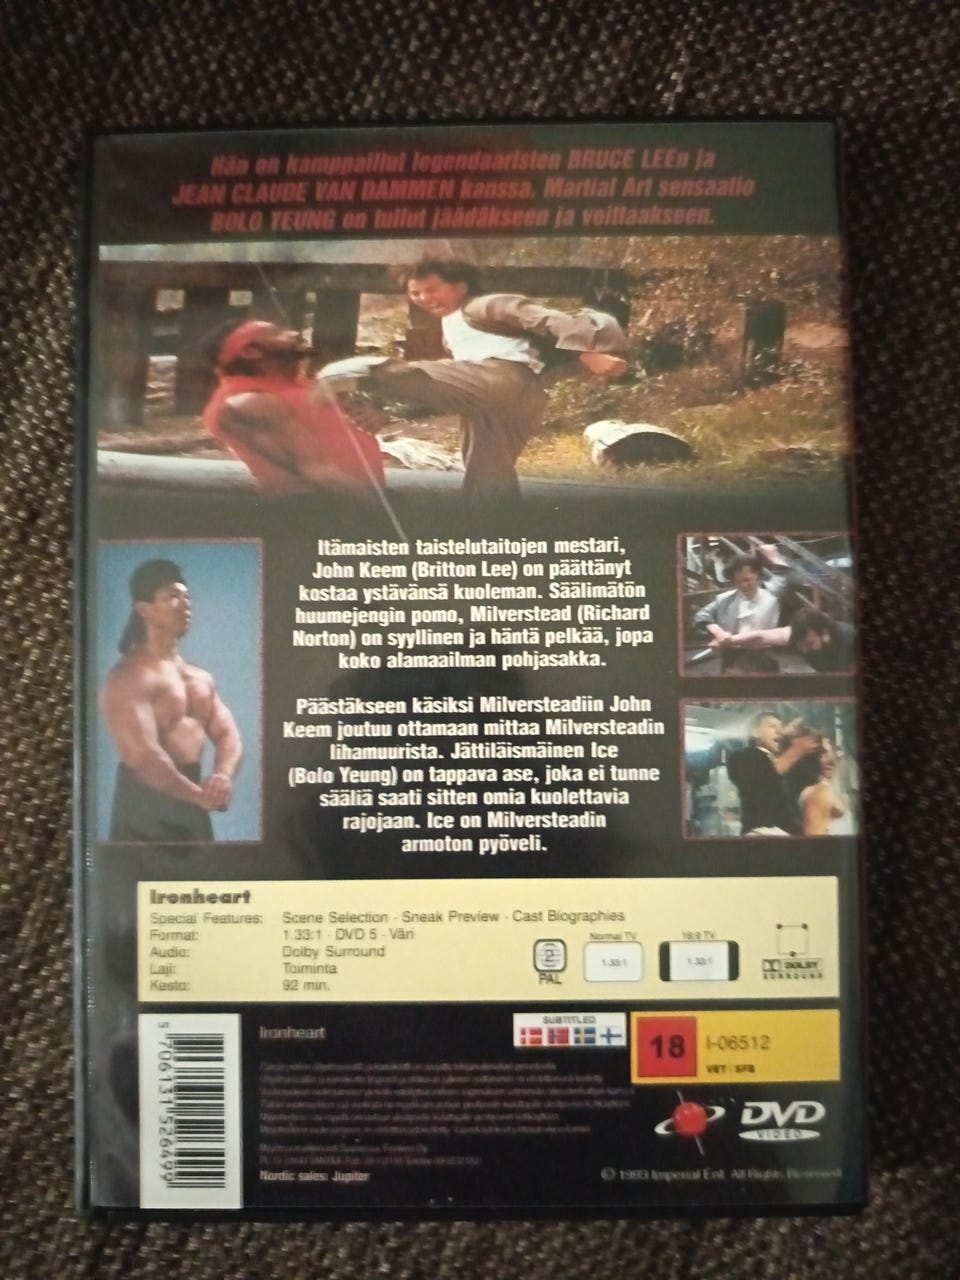 Hän on kamppaillut legendaaristen BRUCE LEEn ja
JEAN CLAUDE VAN DAMMEN kanssa. Martial Art sensaatio
BOLO YEUNG on tullut jäädäkseen ja voittaakseen.
Itämaisten taistelutaitojen mestari,
John Keem (Britton Lee) on päättänyt
kostaa ystävänsä kuoleman. Säälimätön
huumejengin pomo, Milverstead (Richard
Norton) on syyllinen ja häntä pelkää, jopa
koko alamaailman pohjasakka.
Päästäkseen käsiksi Milversteadiin John
Keem joutuu ottamaan mittaa Milversteadin
lihamuurista. Jättiläismäinen Ice
(Bolo Yeung) on tappava ase, joka ei tunne
sääliä saati sitten omia kuolettavia
rajojaan. Ice on Milversteadin
armoton pyöveli.
Ironheart
Special Features: Scene Selection · Sneak Preview · Cast Biographies
Format: 1.33:1 · DVD 5 · Väri
Audio: Dolby Surround
Laji: Toiminta
Kesto: 92 min.
2
PAL
Normal TV
1.33:1
16:9 TV
1.33:1
DOLBY
SURROUND
5 706131 526499
Ironheart
SUBTITLED
18
I-06512
VET · SFB
Nordic sales: Jupiter
DVD
VIDEO
© 1993 Imperial Ent. All Rights Reserved